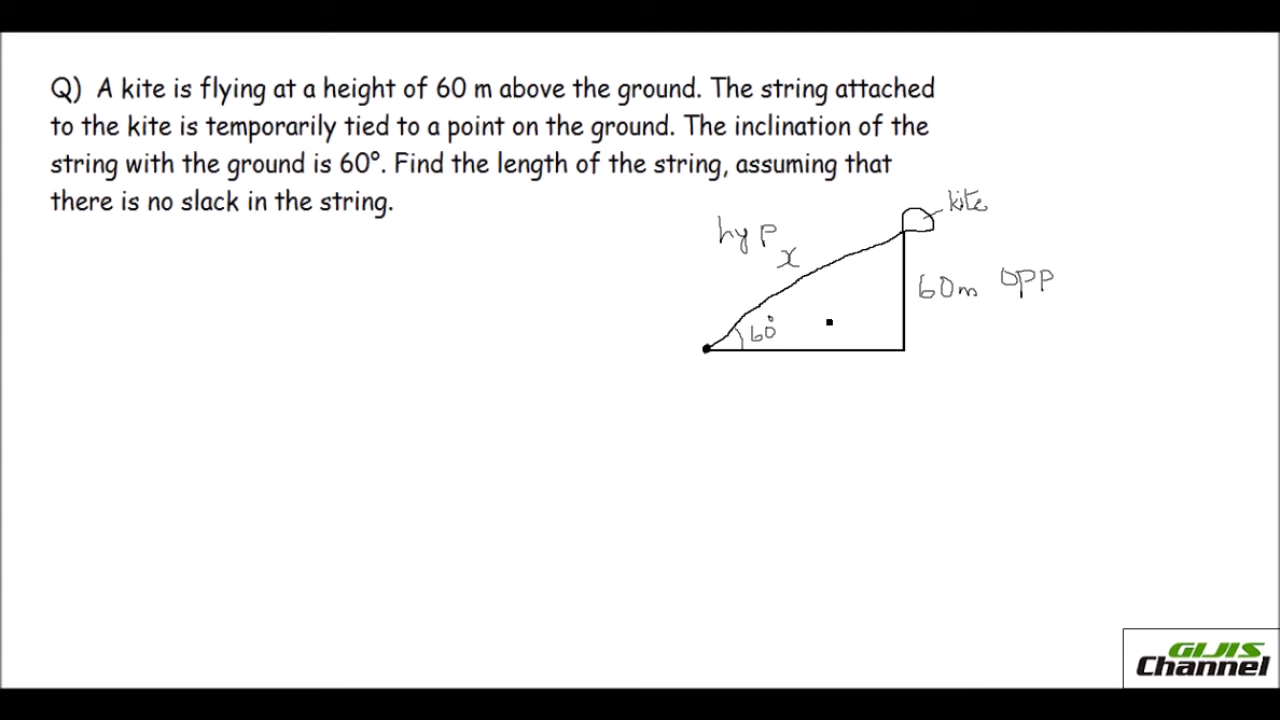 Q) A kite is flying at a height of 60 m above the ground. The string attached
to the kite is temporarily tied to a point on the ground. The inclination of the
string with the ground is 60°. Find the length of the string, assuming that
there is no slack in the string.
kite
hyp
x
60m opp
60°
GIJIS
Channel